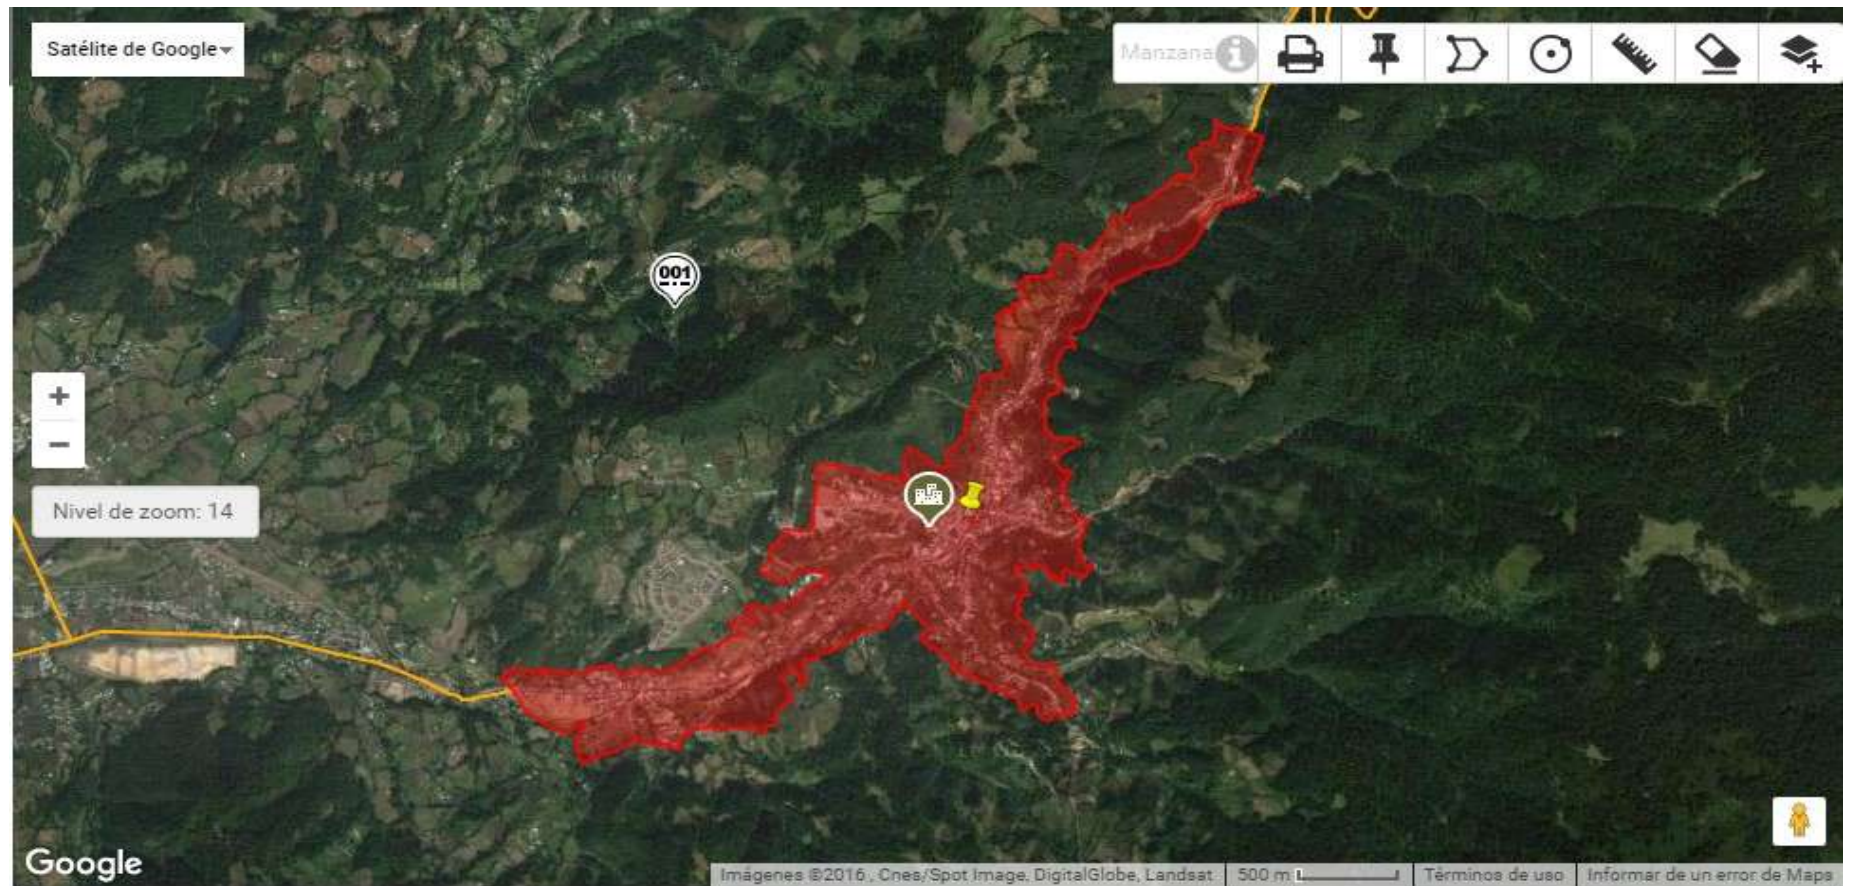 Satélite de Google
Manzana
001
+
−
Nivel de zoom: 14
Google
Imágenes ©2016 , Cnes/Spot Image, DigitalGlobe, Landsat
500 m
Términos de uso
Informar de un error de Maps